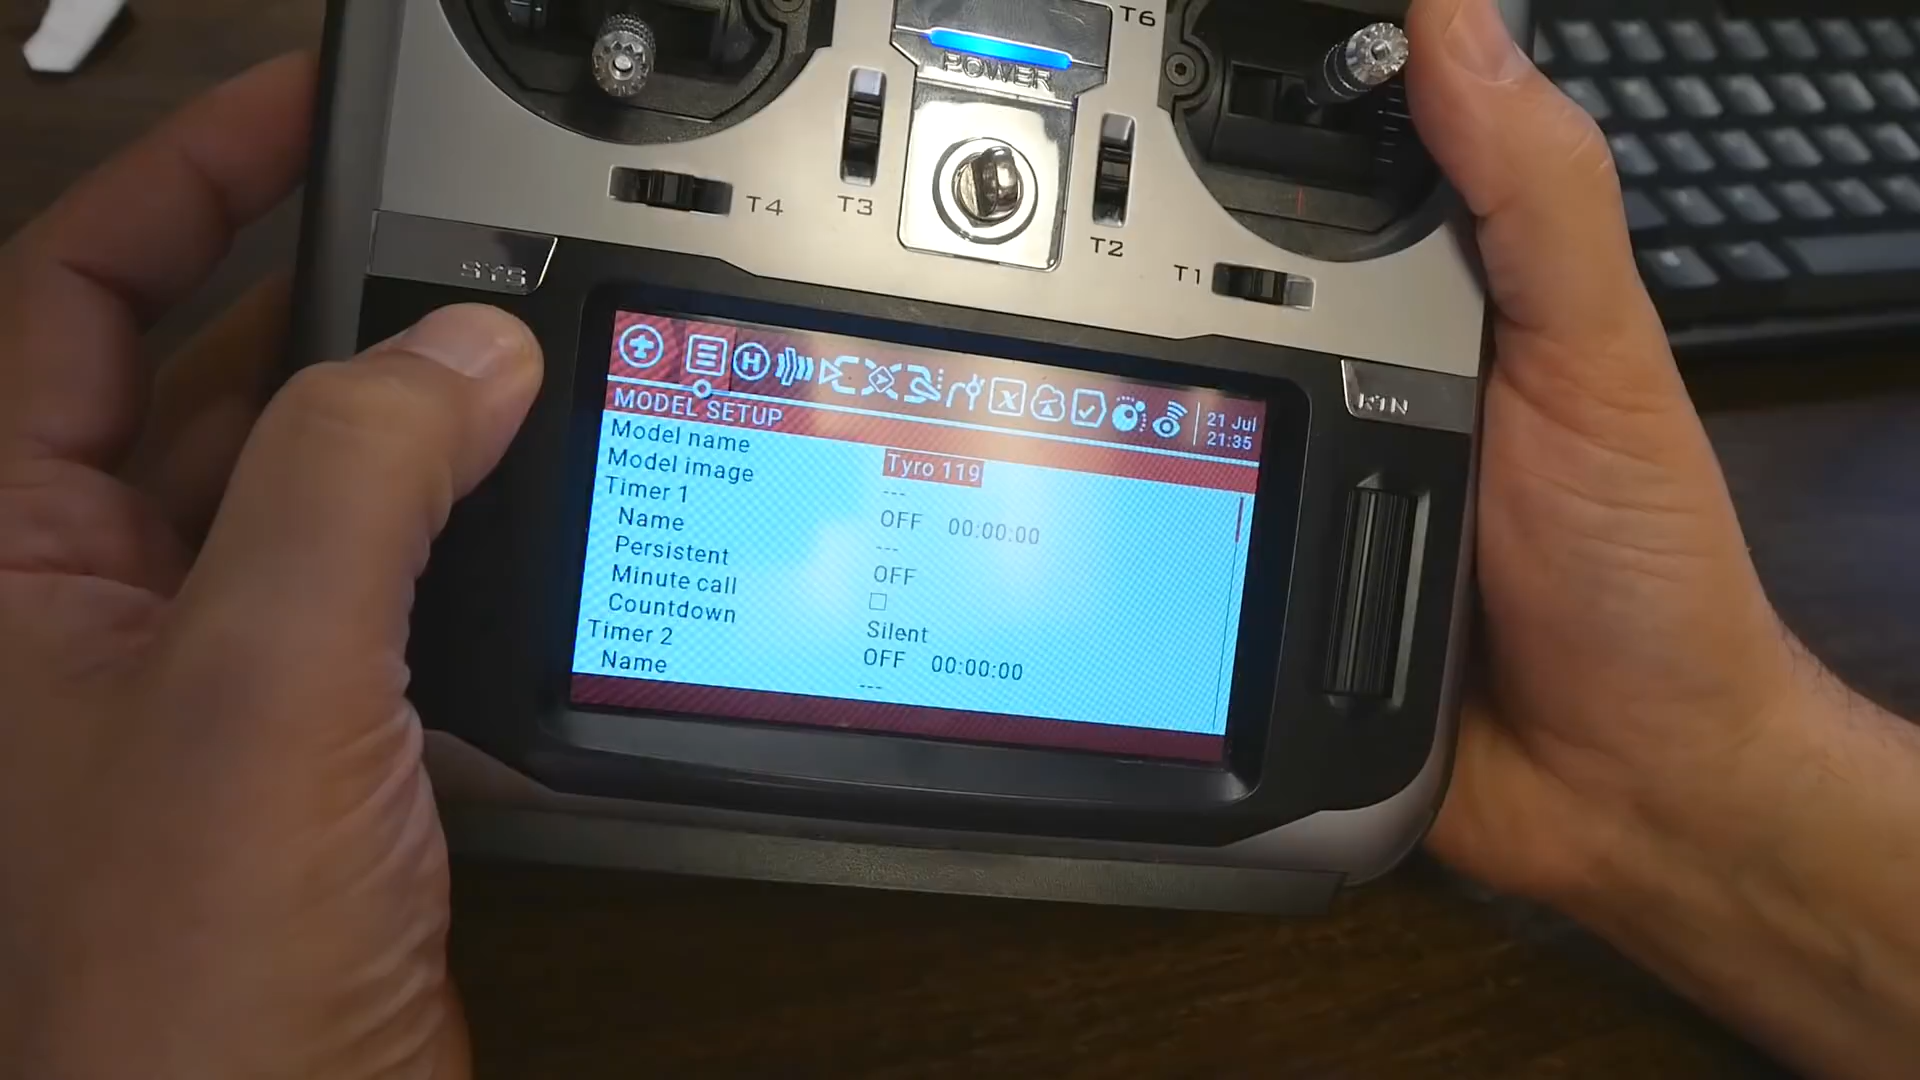 T6
POWER
T4
T3
T2
T1
SYS
RTN
21 Jul
21:35
MODEL SETUP
Model name Tyro 119
Model image ---
Timer 1 OFF 00:00:00
Name ---
Persistent OFF
Minute call
Countdown Silent
Timer 2 OFF 00:00:00
Name ---